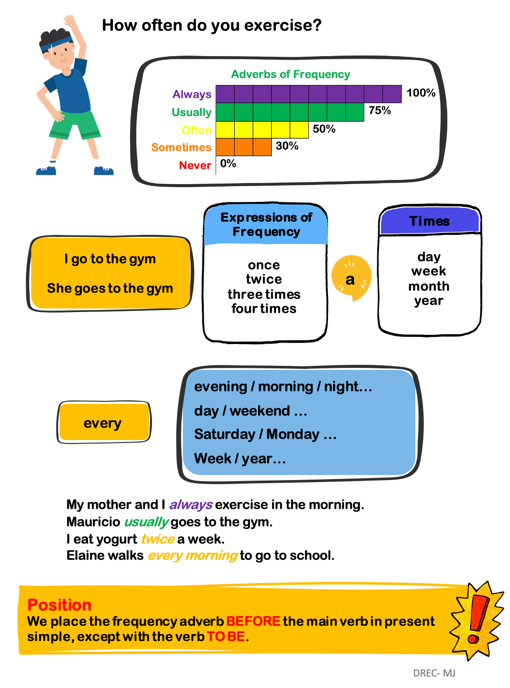 How often do you exercise?
Adverbs of Frequency
Always 100%
Usually 75%
Often 50%
Sometimes 30%
Never 0%
I go to the gym
She goes to the gym
Expressions of
Frequency
once
twice
three times
four times
a
Times
day
week
month
year
every
evening / morning / night...
day / weekend ...
Saturday / Monday ...
Week / year...
My mother and I always exercise in the morning.
Mauricio usually goes to the gym.
I eat yogurt twice a week.
Elaine walks every morning to go to school.
Position
We place the frequency adverb BEFORE the main verb in present
simple, except with the verb TO BE.
DREC- MJ